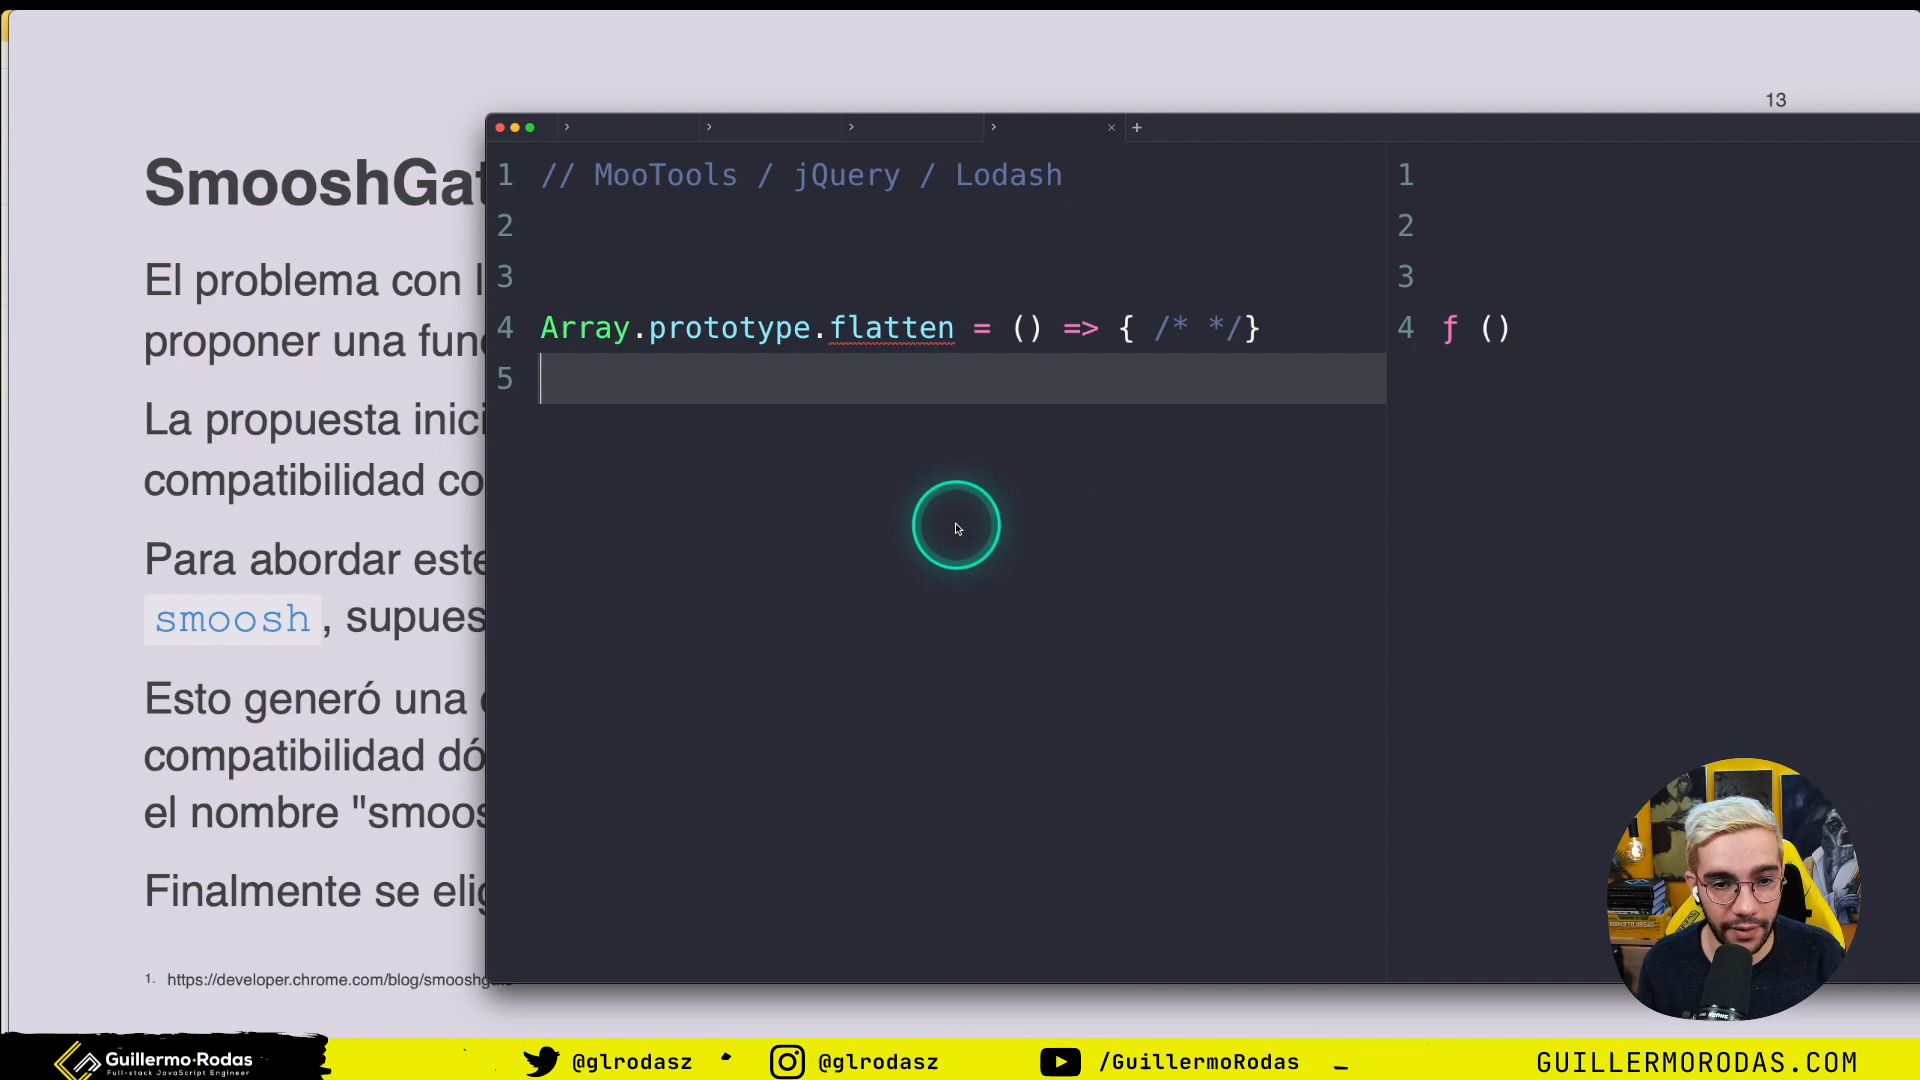 13
SmooshGat
El problema con l
proponer una fun
La propuesta inici
compatibilidad co
Para abordar este
smoosh, supues
Esto generó una
compatibilidad dó
el nombre "smoos
Finalmente se elig
1. https://developer.chrome.com/blog/smooshgate
1 // MooTools / jQuery / Lodash
2
3
4 Array.prototype.flatten = () => { /* */}
5
1
2
3
4 ƒ ()
Guillermo·Rodas
Full-stack JavaScript Engineer
@glrodasz
@glrodasz
/GuillermoRodas
GUILLERMORODAS.COM